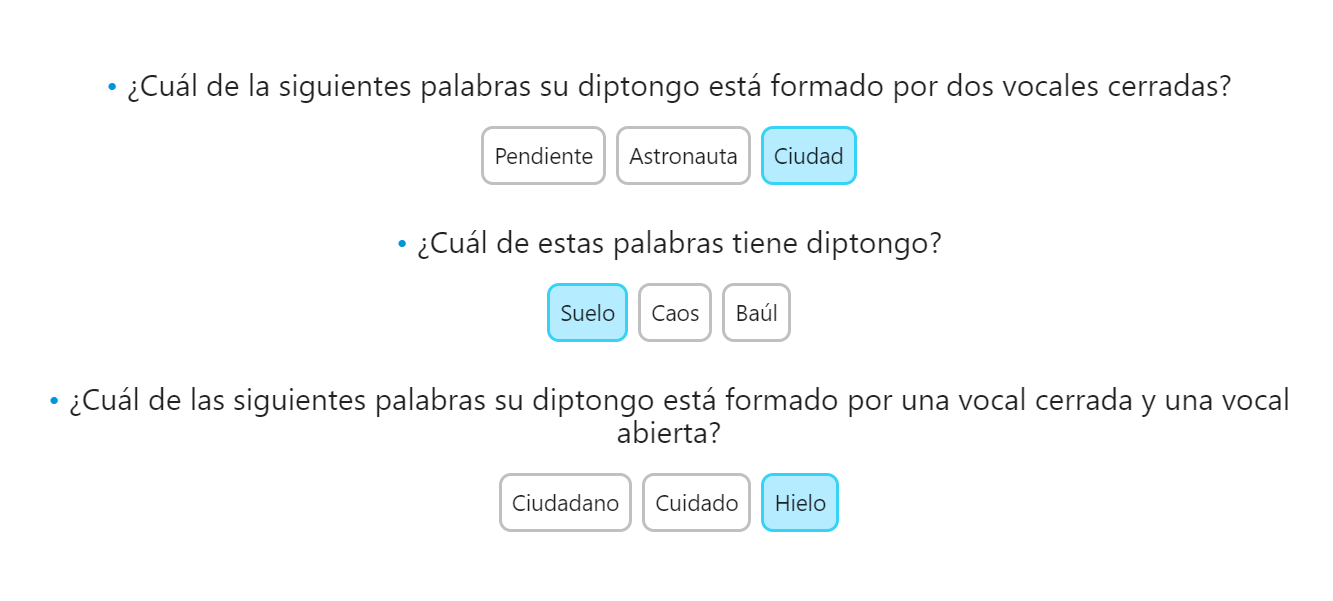 • ¿Cuál de la siguientes palabras su diptongo está formado por dos vocales cerradas?
Pendiente Astronauta Ciudad
• ¿Cuál de estas palabras tiene diptongo?
Suelo Caos Baúl
• ¿Cuál de las siguientes palabras su diptongo está formado por una vocal cerrada y una vocal
abierta?
Ciudadano Cuidado Hielo